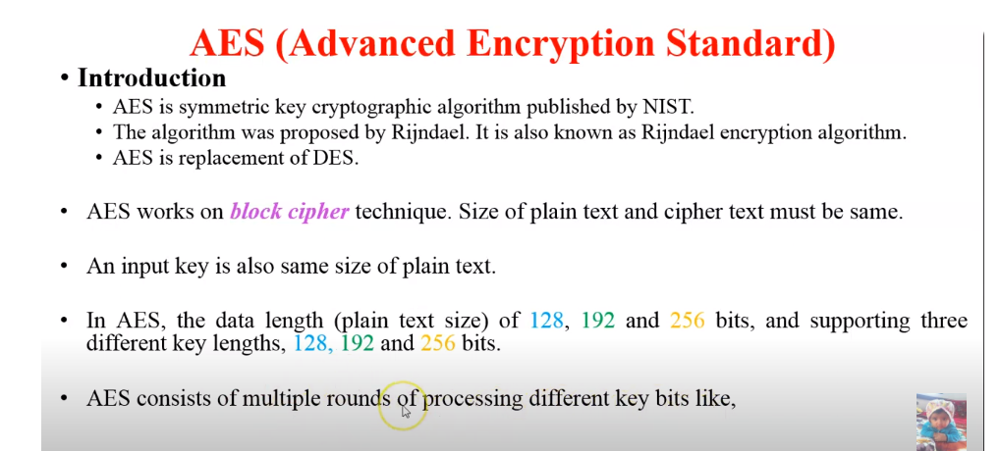 AES (Advanced Encryption Standard)
• Introduction
• AES is symmetric key cryptographic algorithm published by NIST.
• The algorithm was proposed by Rijndael. It is also known as Rijndael encryption algorithm.
• AES is replacement of DES.
• AES works on block cipher technique. Size of plain text and cipher text must be same.
• An input key is also same size of plain text.
• In AES, the data length (plain text size) of 128, 192 and 256 bits, and supporting three
different key lengths, 128, 192 and 256 bits.
• AES consists of multiple rounds of processing different key bits like,